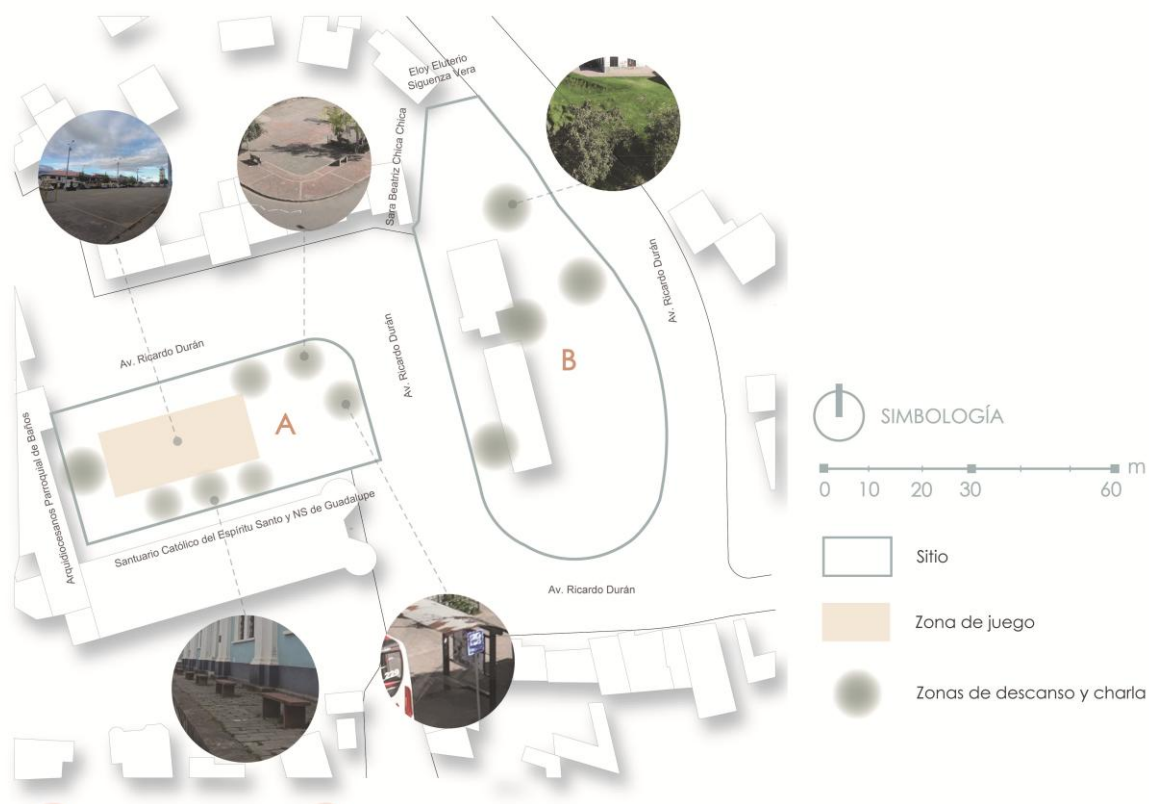 Eloy Eluterio
Siguenza Vera
Sara Beatriz Chica Chica
Av. Ricardo Durán
Av. Ricardo Durán
Av. Ricardo Durán
B
A
Arquidiocesanos Parroquial de Baños
Santuario Católico del Espíritu Santo y NS de Guadalupe
Av. Ricardo Durán
SIMBOLOGÍA
m
0 10 20 30 60
Sitio
Zona de juego
Zonas de descanso y charla